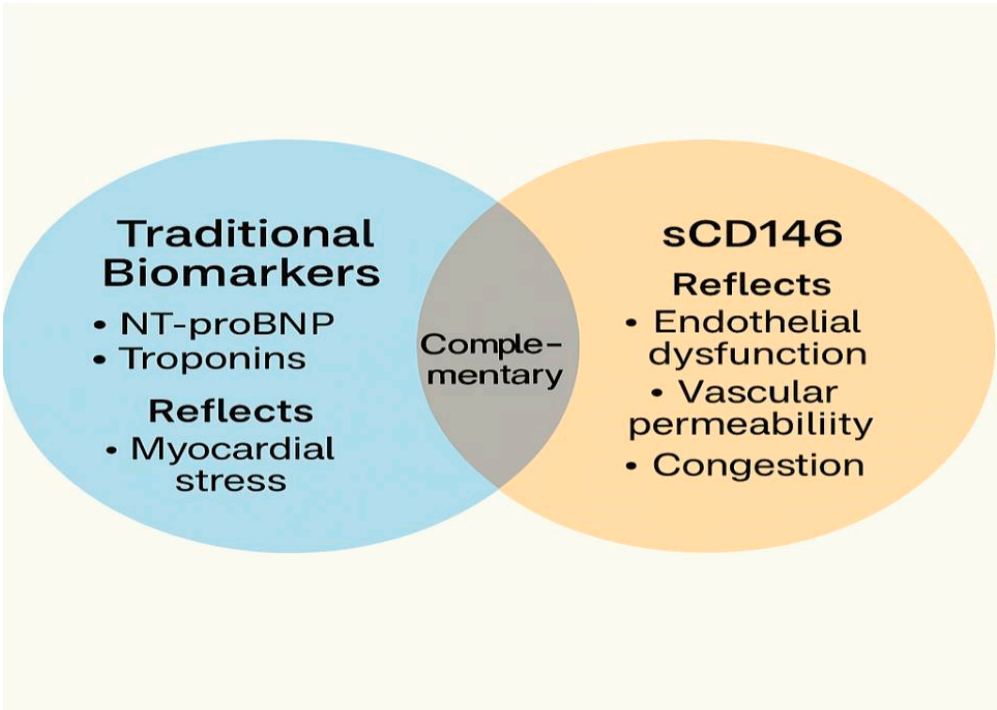 Traditional
Biomarkers
• NT-proBNP
• Troponins
Reflects
• Myocardial
stress
Comple-
mentary
sCD146
Reflects
• Endothelial
dysfunction
• Vascular
permeabiliity
• Congestion